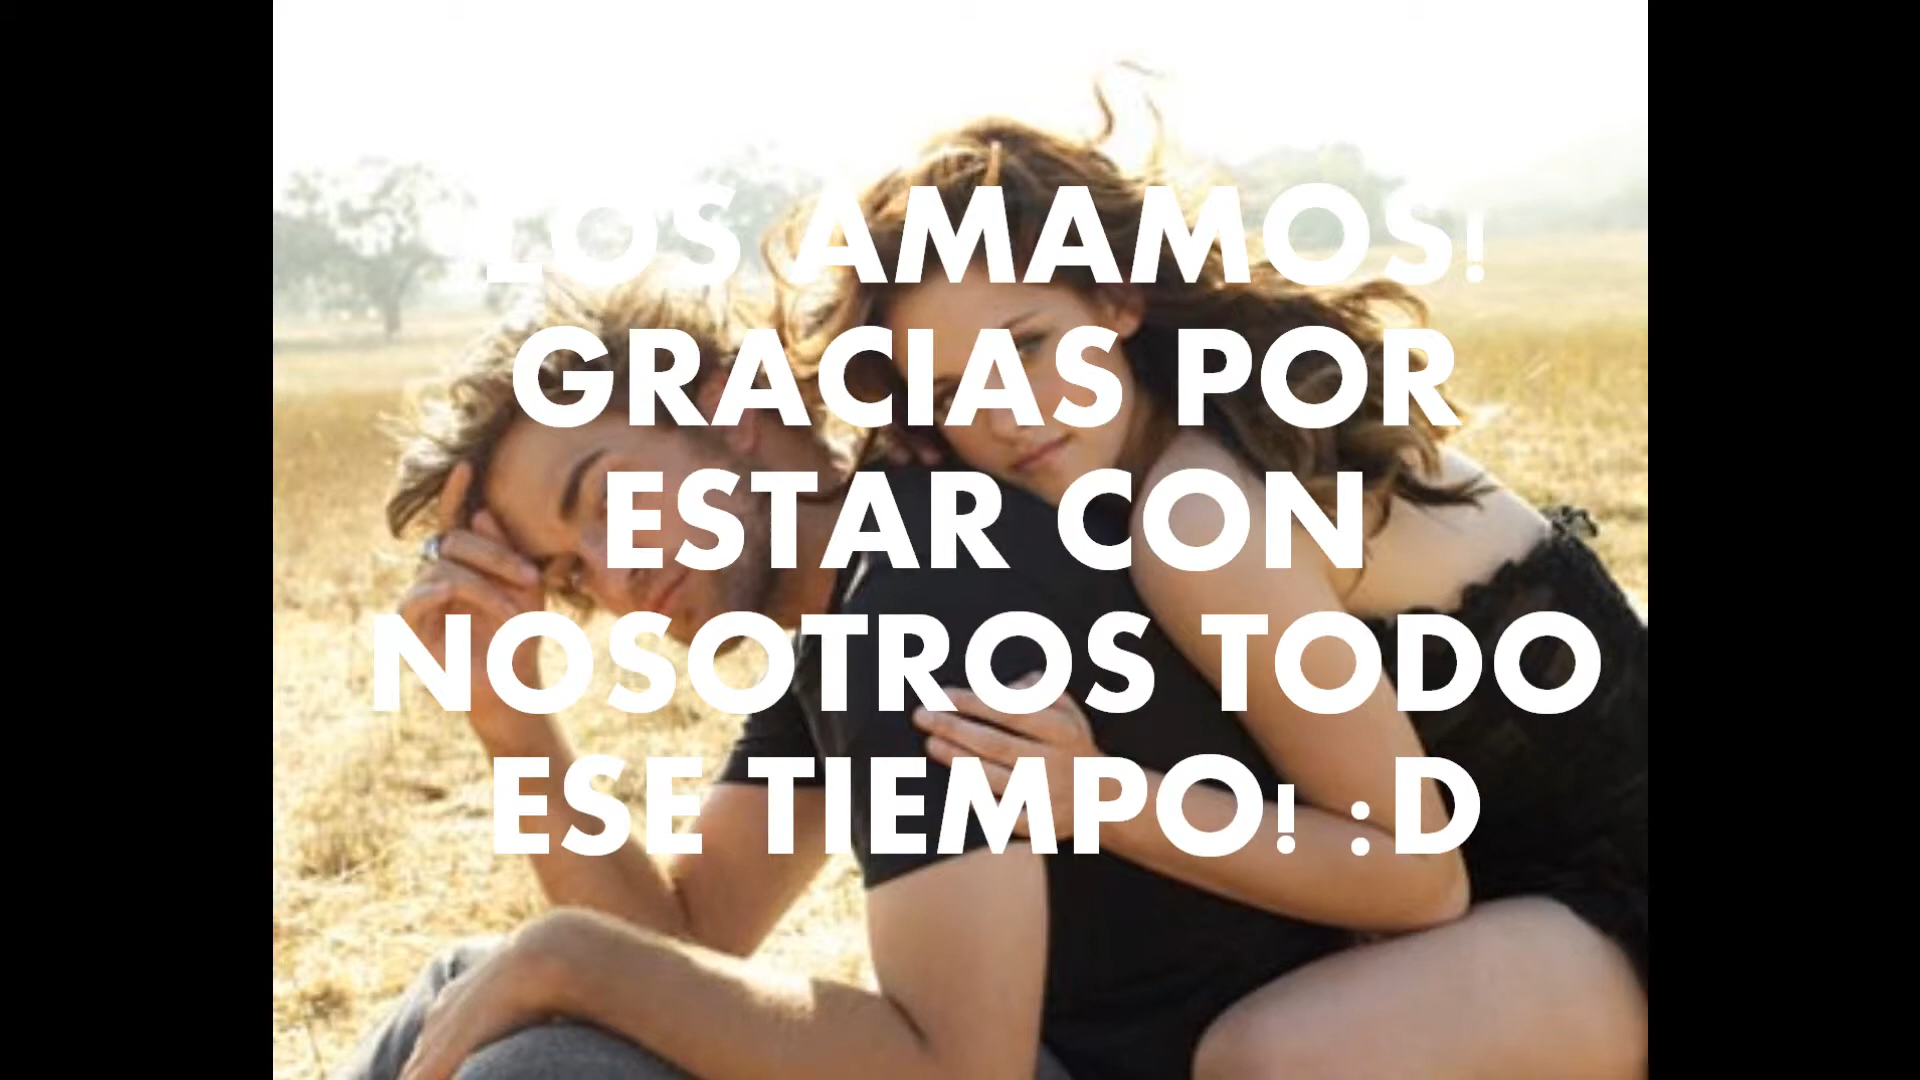 LOS AMAMOS!
GRACIAS POR
ESTAR CON
NOSOTROS TODO
ESE TIEMPO! :D